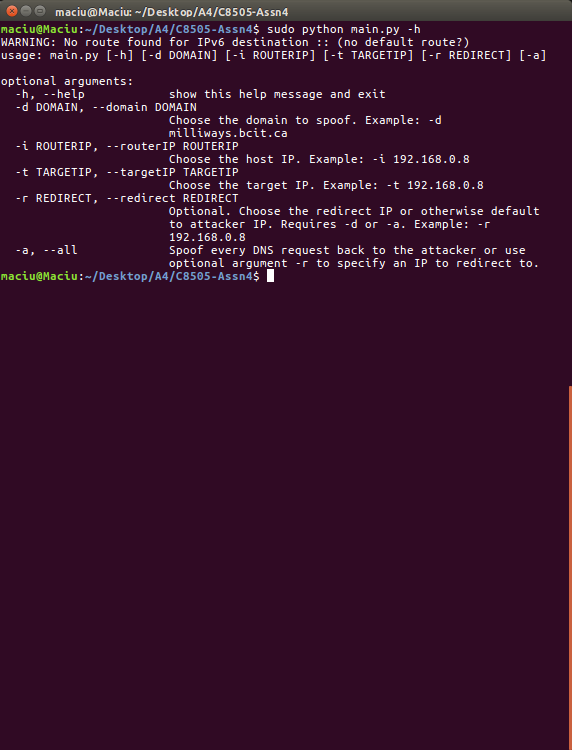 maciu@Maciu: ~/Desktop/A4/C8505-Assn4
maciu@Maciu:~/Desktop/A4/C8505-Assn4$ sudo python main.py -h
WARNING: No route found for IPv6 destination :: (no default route?)
usage: main.py [-h] [-d DOMAIN] [-i ROUTERIP] [-t TARGETIP] [-r REDIRECT] [-a]
optional arguments:
-h, --help show this help message and exit
-d DOMAIN, --domain DOMAIN
Choose the domain to spoof. Example: -d
milliways.bcit.ca
-i ROUTERIP, --routerIP ROUTERIP
Choose the host IP. Example: -i 192.168.0.8
-t TARGETIP, --targetIP TARGETIP
Choose the target IP. Example: -t 192.168.0.8
-r REDIRECT, --redirect REDIRECT
Optional. Choose the redirect IP or otherwise default
to attacker IP. Requires -d or -a. Example: -r
192.168.0.8
-a, --all Spoof every DNS request back to the attacker or use
optional argument -r to specify an IP to redirect to.
maciu@Maciu:~/Desktop/A4/C8505-Assn4$